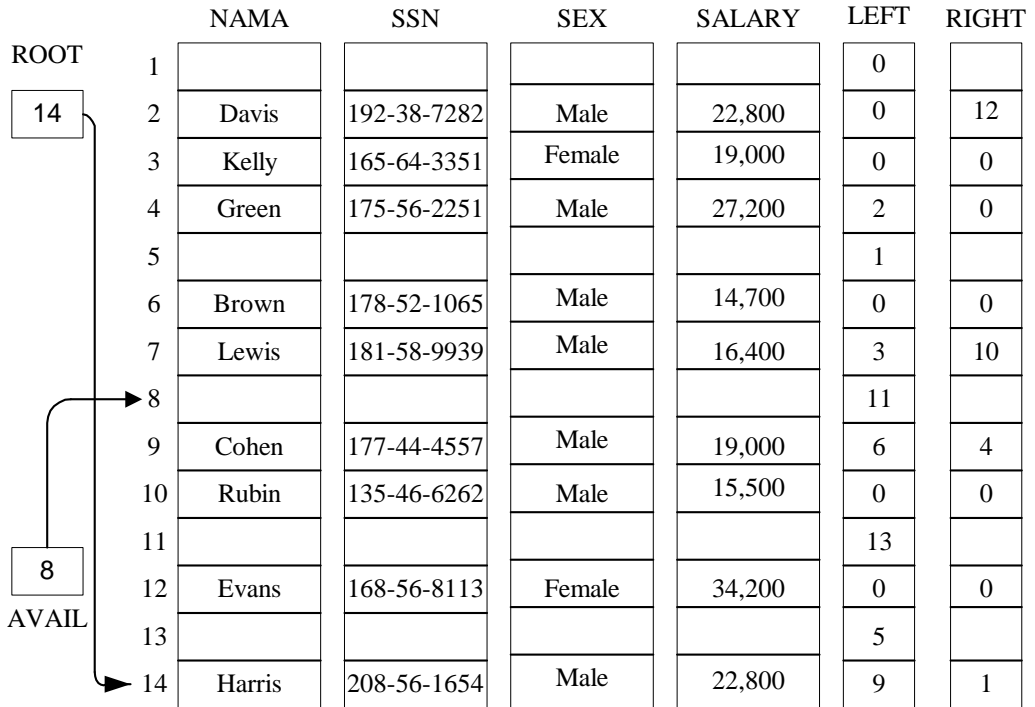 NAMA SSN SEX SALARY LEFT RIGHT
ROOT
1 0
14 2 Davis 192-38-7282 Male 22,800 0 12
3 Kelly 165-64-3351 Female 19,000 0 0
4 Green 175-56-2251 Male 27,200 2 0
5 1
6 Brown 178-52-1065 Male 14,700 0 0
7 Lewis 181-58-9939 Male 16,400 3 10
8 11
9 Cohen 177-44-4557 Male 19,000 6 4
10 Rubin 135-46-6262 Male 15,500 0 0
11 13
8 12 Evans 168-56-8113 Female 34,200 0 0
AVAIL
13 5
14 Harris 208-56-1654 Male 22,800 9 1